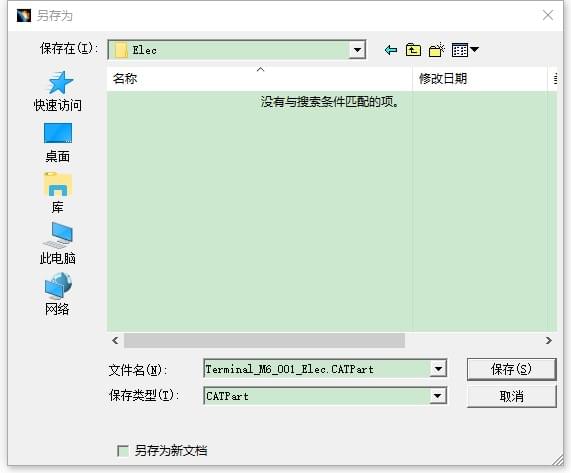 另存为
保存在(I):
Elec
名称
修改日期
没有与搜索条件匹配的项。
快速访问
桌面
库
此电脑
网络
文件名(N):
Terminal_M6_001_Elec.CATPart
保存(S)
保存类型(T):
CATPart
取消
另存为新文档